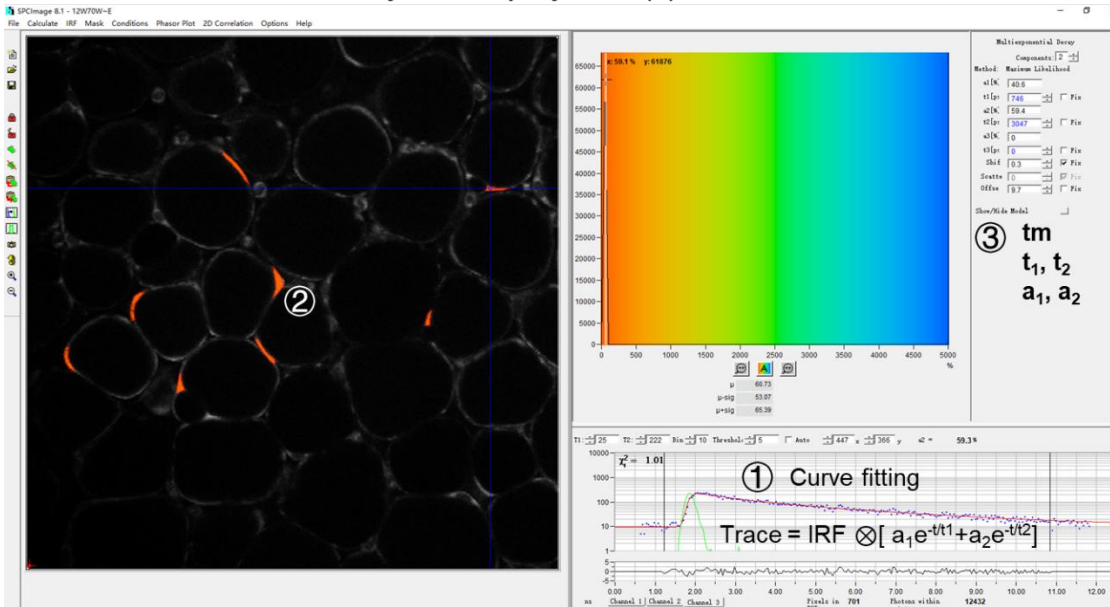 SPCImage 8.1 - 12W70W~E
File Calculate IRF Mask Conditions Phasor Plot 2D Correlation Options Help
x: 59.1 % y: 61876
65000
60000
55000
50000
45000
40000
35000
30000
25000
20000
15000
10000
5000
0
0 500 1000 1500 2000 2500 3000 3500 4000 4500 5000
%
μ 60.73
μ-sig 53.07
μ+sig 65.39
Multiexponential Decay
Components: 2
Method: Maximum Likelihood
a1[% 40.6
t1[p: 746 Fix
a2[% 59.4
t2[p: 3047 Fix
a3[% 0
t3[p: 0 Fix
Shif 0.3 Fix
Scatte 0 Fix
Offse 9.7 Fix
Show/Hide Model
③ tm
t₁, t₂
a₁, a₂
②
T1: 25 T2: 222 Bin 10 Threshol: 5 Auto 447 x 366 y a2 = 59.3 %
χ² = 1.01
10000
1000
100
10
1
① Curve fitting
Trace = IRF ⊗[ a₁e^-t/t1+a₂e^-t/t2]
5
0
-5
0.00 1.00 2.00 3.00 4.00 5.00 6.00 7.00 8.00 9.00 10.00 11.00 12.00
ns Channel 1 Channel 2 Channel 3 Pixels in 701 Photons within 12432